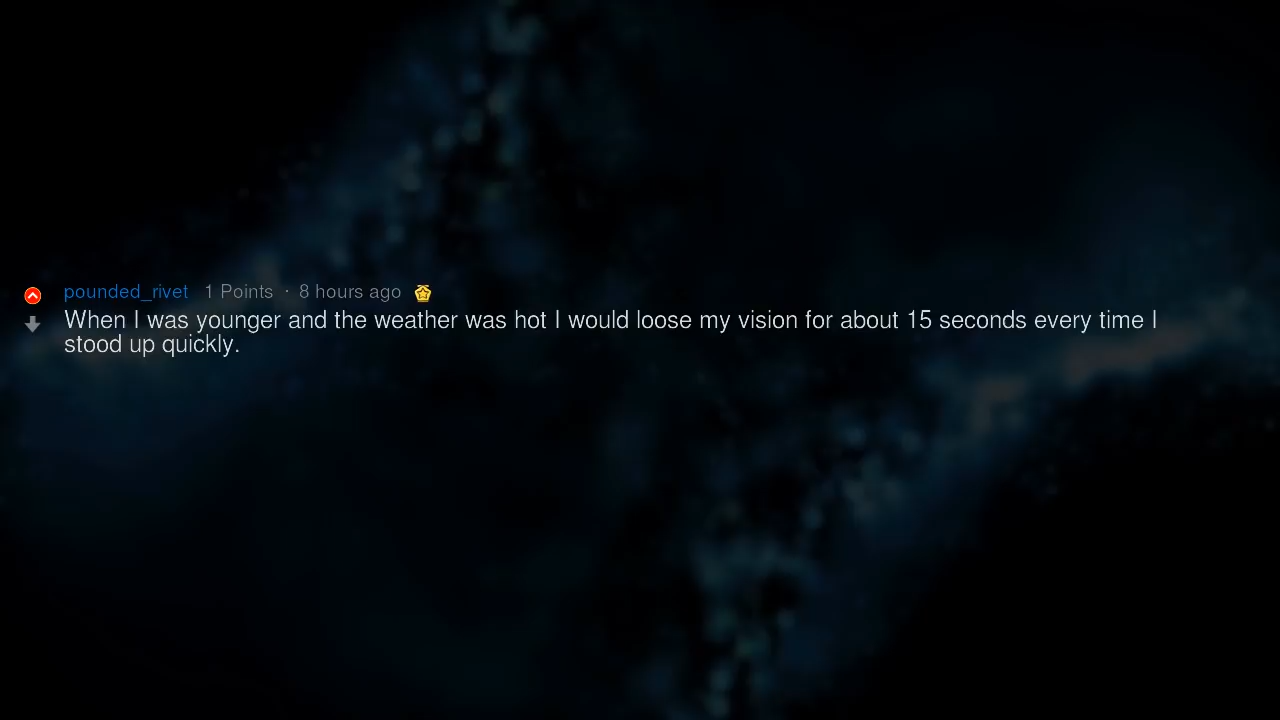 pounded_rivet 1 Points · 8 hours ago
When I was younger and the weather was hot I would loose my vision for about 15 seconds every time I
stood up quickly.